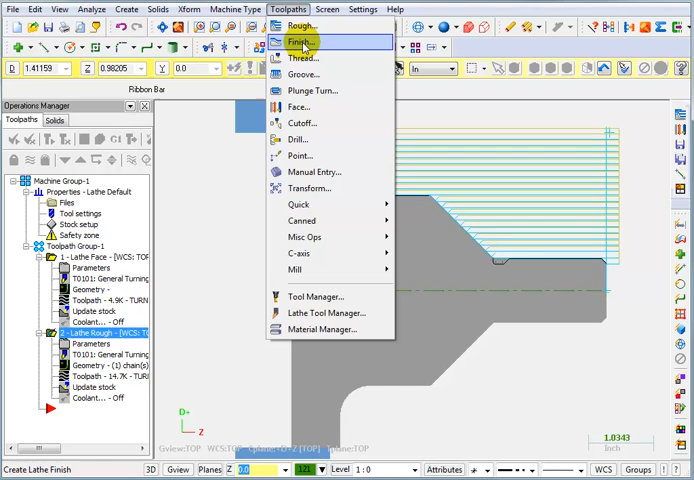 File Edit View Analyze Create Solids Xform Machine Type Toolpaths Screen Settings Help
D 1.41159 Z 0.98205 Y 0.0 In
Ribbon Bar
Operations Manager
Toolpaths Solids
Machine Group-1
Properties - Lathe Default
Files
Tool settings
Stock setup
Safety zone
Toolpath Group-1
1 - Lathe Face - [WCS: TOP
Parameters
T0101: General Turning
Geometry -
Toolpath - 4.9K - TURN
Update stock
Coolant... - Off
2 - Lathe Rough - [WCS: T
Parameters
T0101: General Turning
Geometry - (1) chain(s)
Toolpath - 14.7K - TUR
Update stock
Coolant... - Off
Rough...
Finish...
Thread...
Groove...
Plunge Turn...
Face...
Cutoff...
Drill...
Point...
Manual Entry...
Transform...
Quick
Canned
Misc Ops
C-axis
Mill
Tool Manager...
Lathe Tool Manager...
Material Manager...
D+
Z
Gview:TOP WCS:TOP Cplane:+D+Z [TOP] Tplane:TOP
1.0343
Inch
Create Lathe Finish
3D Gview Planes Z 0.0 121 Level 1 : 0 Attributes WCS Groups ?